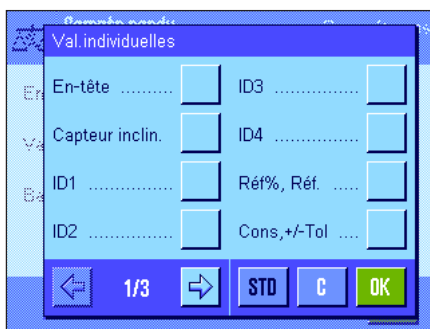 Val.individuelles
En-tête ..........
Capteur inclin.
ID1 ...............
ID2 ...............
ID3 ...............
ID4 ...............
Réf%, Réf. .....
Cons,+/-Tol ....
1/3
STD
C
OK